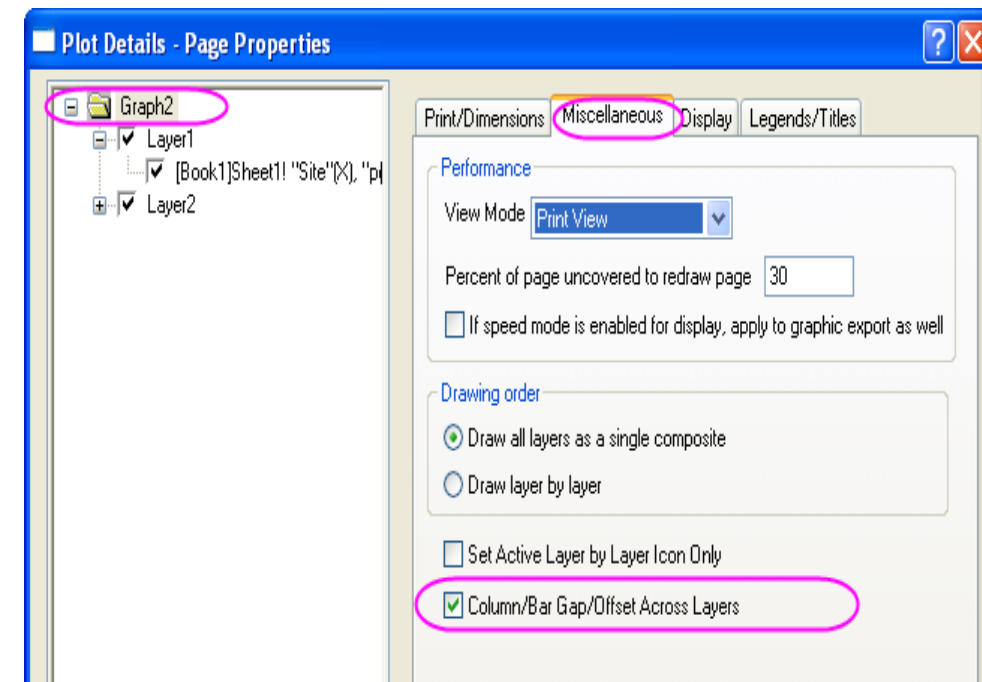 Plot Details - Page Properties
Graph2
Layer1
[Book1]Sheet1! "Site"(X), "p
Layer2
Print/Dimensions Miscellaneous Display Legends/Titles
Performance
View Mode Print View
Percent of page uncovered to redraw page 30
If speed mode is enabled for display, apply to graphic export as well
Drawing order
Draw all layers as a single composite
Draw layer by layer
Set Active Layer by Layer Icon Only
Column/Bar Gap/Offset Across Layers